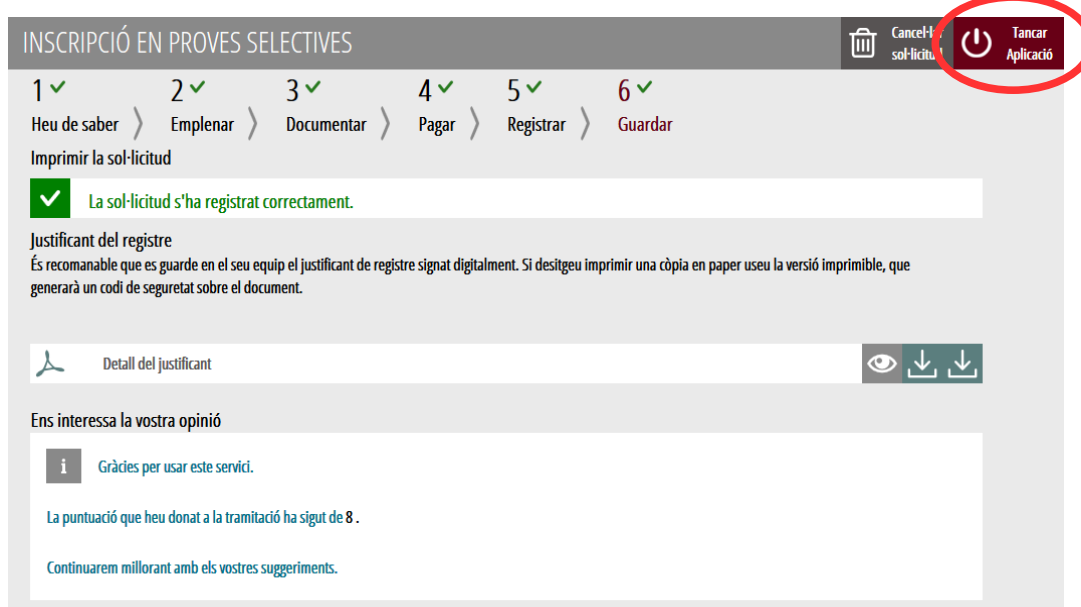 INSCRIPCIÓ EN PROVES SELECTIVES
Cancel·lar
sol·licitud
Tancar
Aplicació
1
2
3
4
5
6
Heu de saber
Emplenar
Documentar
Pagar
Registrar
Guardar
Imprimir la sol·licitud
La sol·licitud s'ha registrat correctament.
Justificant del registre
És recomanable que es guarde en el seu equip el justificant de registre signat digitalment. Si desitgeu imprimir una còpia en paper useu la versió imprimible, que
generarà un codi de seguretat sobre el document.
Detall del justificant
Ens interessa la vostra opinió
i
Gràcies per usar este servici.
La puntuació que heu donat a la tramitació ha sigut de 8 .
Continuarem millorant amb els vostres suggeriments.